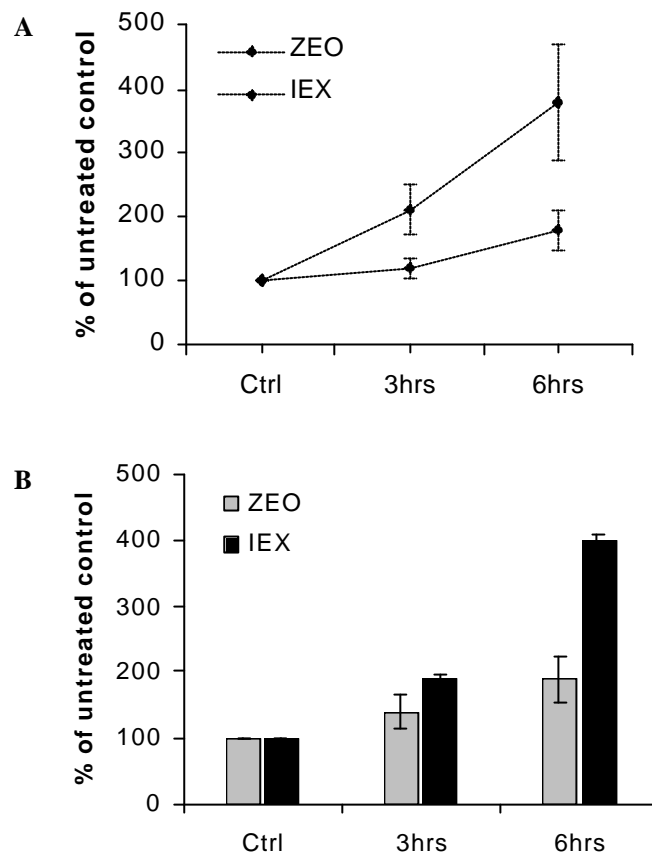 A
% of untreated control
500
400
300
200
100
0
ZEO
IEX
Ctrl 3hrs 6hrs
B
% of untreated control
500
400
300
200
100
0
ZEO
IEX
Ctrl 3hrs 6hrs